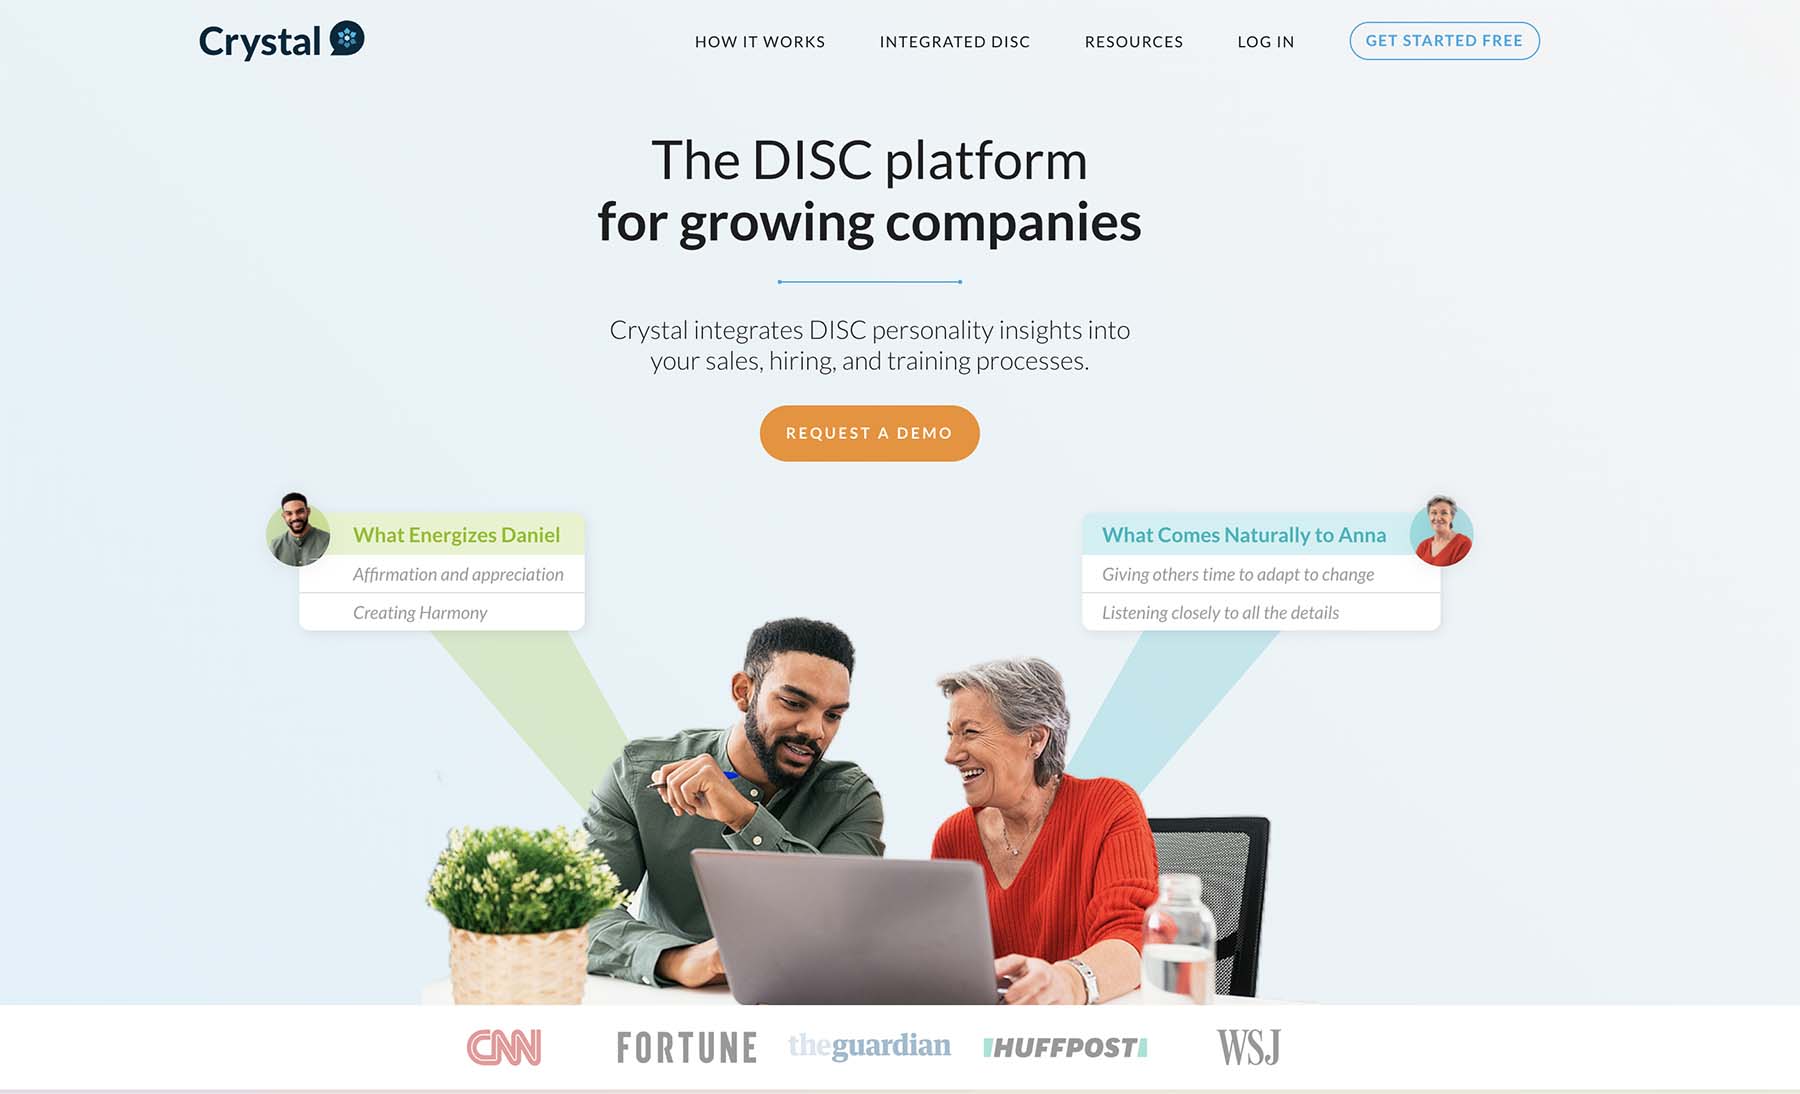 Crystal
HOW IT WORKS
INTEGRATED DISC
RESOURCES
LOG IN
GET STARTED FREE
The DISC platform
for growing companies
Crystal integrates DISC personality insights into
your sales, hiring, and training processes.
REQUEST A DEMO
What Energizes Daniel
Affirmation and appreciation
Creating Harmony
What Comes Naturally to Anna
Giving others time to adapt to change
Listening closely to all the details
CNN
FORTUNE
theguardian
HUFFPOST
WSJ